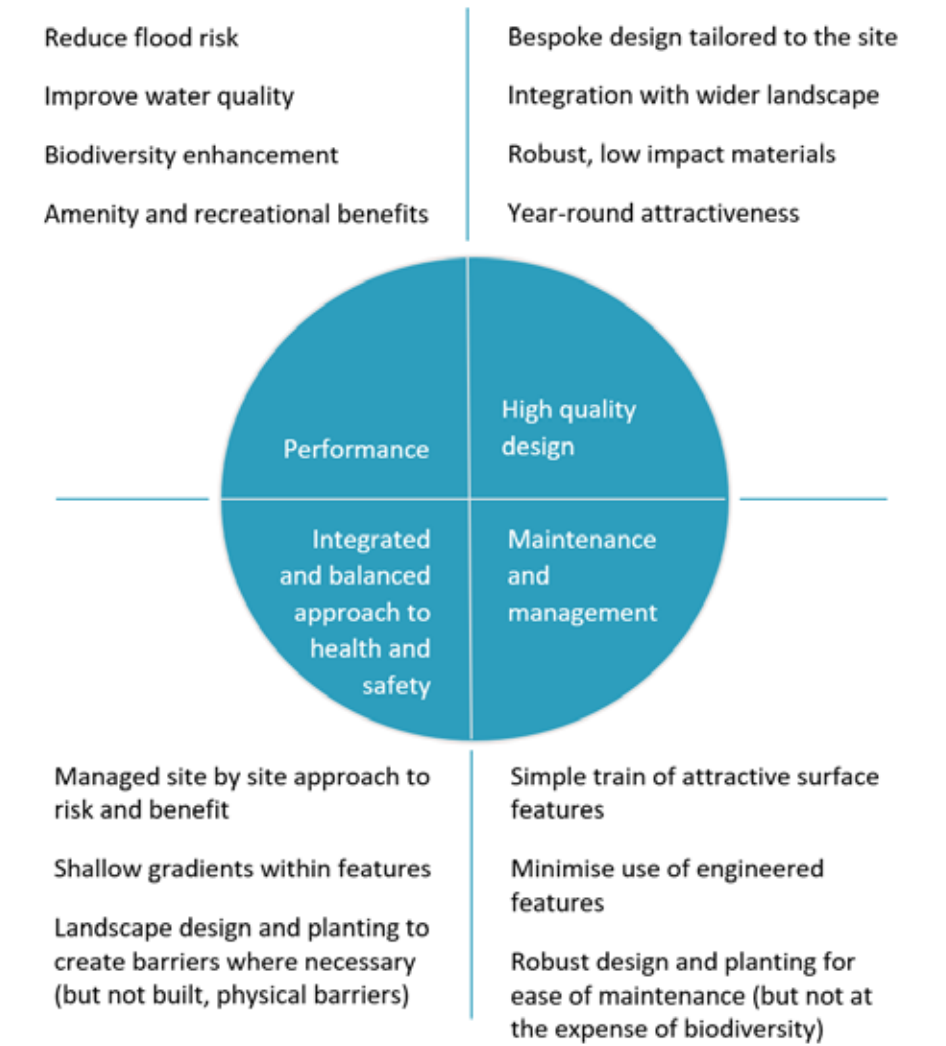 Reduce flood risk
Improve water quality
Biodiversity enhancement
Amenity and recreational benefits
Bespoke design tailored to the site
Integration with wider landscape
Robust, low impact materials
Year-round attractiveness
Performance
High quality
design
Integrated
and balanced
approach to
health and
safety
Maintenance
and
management
Managed site by site approach to
risk and benefit
Shallow gradients within features
Landscape design and planting to
create barriers where necessary
(but not built, physical barriers)
Simple train of attractive surface
features
Minimise use of engineered
features
Robust design and planting for
ease of maintenance (but not at
the expense of biodiversity)